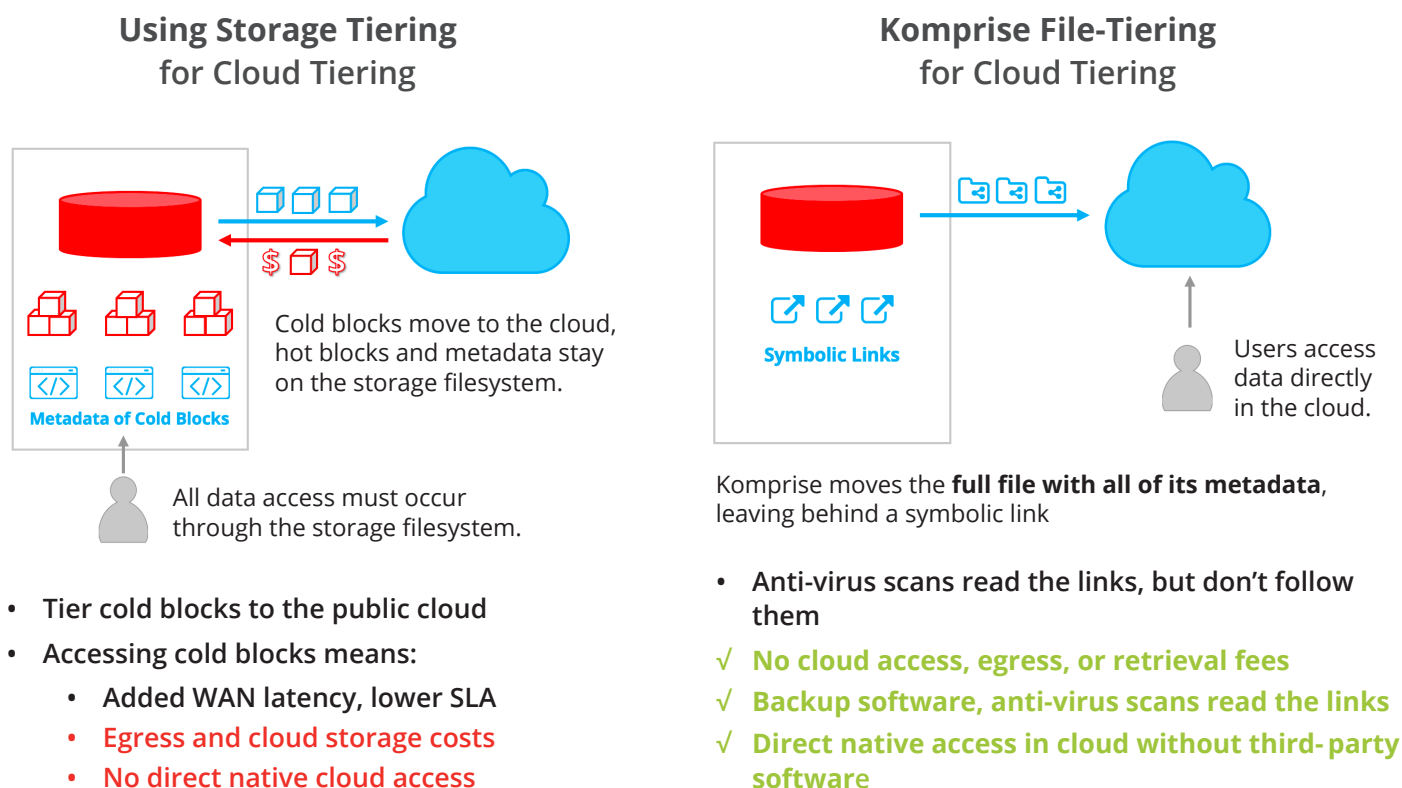 Using Storage Tiering
for Cloud Tiering
$ $
Cold blocks move to the cloud,
hot blocks and metadata stay
on the storage filesystem.
</> </> </>
Metadata of Cold Blocks
All data access must occur
through the storage filesystem.
• Tier cold blocks to the public cloud
• Accessing cold blocks means:
• Added WAN latency, lower SLA
• Egress and cloud storage costs
• No direct native cloud access
Komprise File-Tiering
for Cloud Tiering
Symbolic Links
Users access
data directly
in the cloud.
Komprise moves the full file with all of its metadata,
leaving behind a symbolic link
• Anti-virus scans read the links, but don’t follow
them
√ No cloud access, egress, or retrieval fees
√ Backup software, anti-virus scans read the links
√ Direct native access in cloud without third- party
software